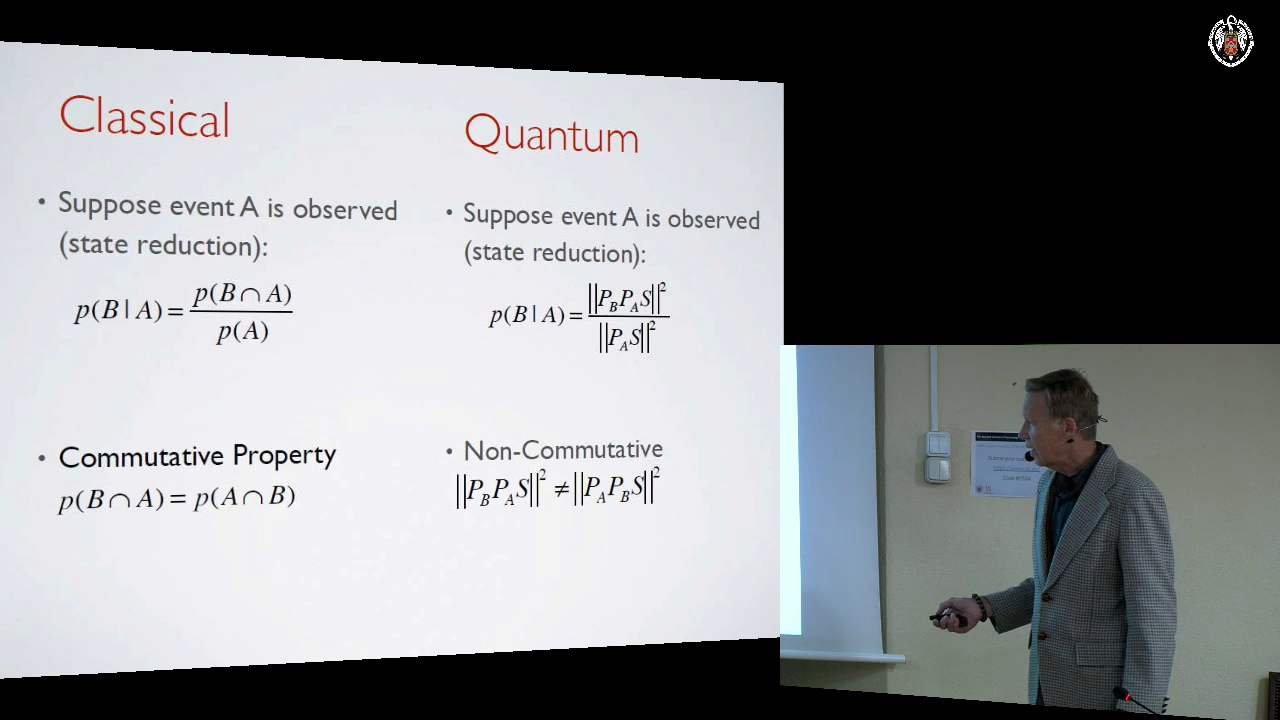 Classical
• Suppose event A is observed
(state reduction):
p(B | A) = p(B ∩ A) / p(A)
• Commutative Property
p(B ∩ A) = p(A ∩ B)
Quantum
• Suppose event A is observed
(state reduction):
p(B | A) = ||P_B P_A S||² / ||P_A S||²
• Non-Commutative
||P_B P_A S||² ≠ ||P_A P_B S||²